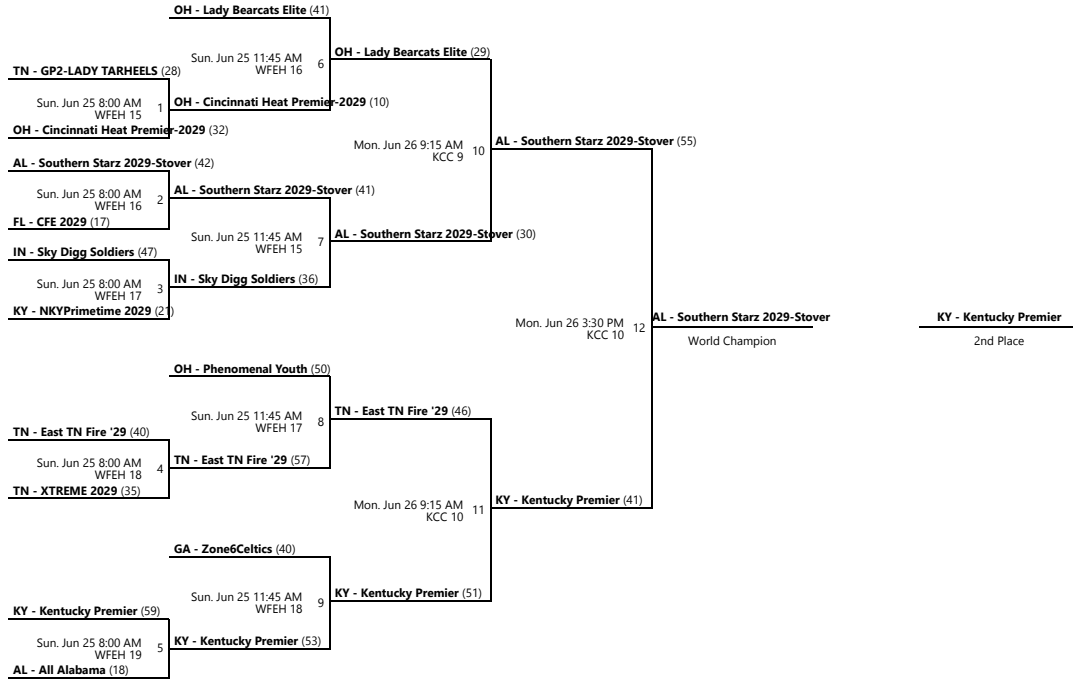 OH - Lady Bearcats Elite (41)
Sun. Jun 25 11:45 AM
WFEH 16
6
OH - Lady Bearcats Elite (29)
TN - GP2-LADY TARHEELS (28)
Sun. Jun 25 8:00 AM
WFEH 15
1
OH - Cincinnati Heat Premier-2029 (10)
OH - Cincinnati Heat Premier-2029 (32)
Mon. Jun 26 9:15 AM
KCC 9
10
AL - Southern Starz 2029-Stover (55)
AL - Southern Starz 2029-Stover (42)
Sun. Jun 25 8:00 AM
WFEH 16
2
AL - Southern Starz 2029-Stover (41)
FL - CFE 2029 (17)
Sun. Jun 25 11:45 AM
WFEH 15
7
AL - Southern Starz 2029-Stover (30)
IN - Sky Digg Soldiers (47)
Sun. Jun 25 8:00 AM
WFEH 17
3
IN - Sky Digg Soldiers (36)
KY - NKYPrimetime 2029 (21)
Mon. Jun 26 3:30 PM
KCC 10
12
AL - Southern Starz 2029-Stover
World Champion
KY - Kentucky Premier
2nd Place
OH - Phenomenal Youth (50)
Sun. Jun 25 11:45 AM
WFEH 17
8
TN - East TN Fire '29 (46)
TN - East TN Fire '29 (40)
Sun. Jun 25 8:00 AM
WFEH 18
4
TN - East TN Fire '29 (57)
TN - XTREME 2029 (35)
Mon. Jun 26 9:15 AM
KCC 10
11
KY - Kentucky Premier (41)
GA - Zone6Celtics (40)
Sun. Jun 25 11:45 AM
WFEH 18
9
KY - Kentucky Premier (51)
KY - Kentucky Premier (59)
Sun. Jun 25 8:00 AM
WFEH 19
5
KY - Kentucky Premier (53)
AL - All Alabama (18)